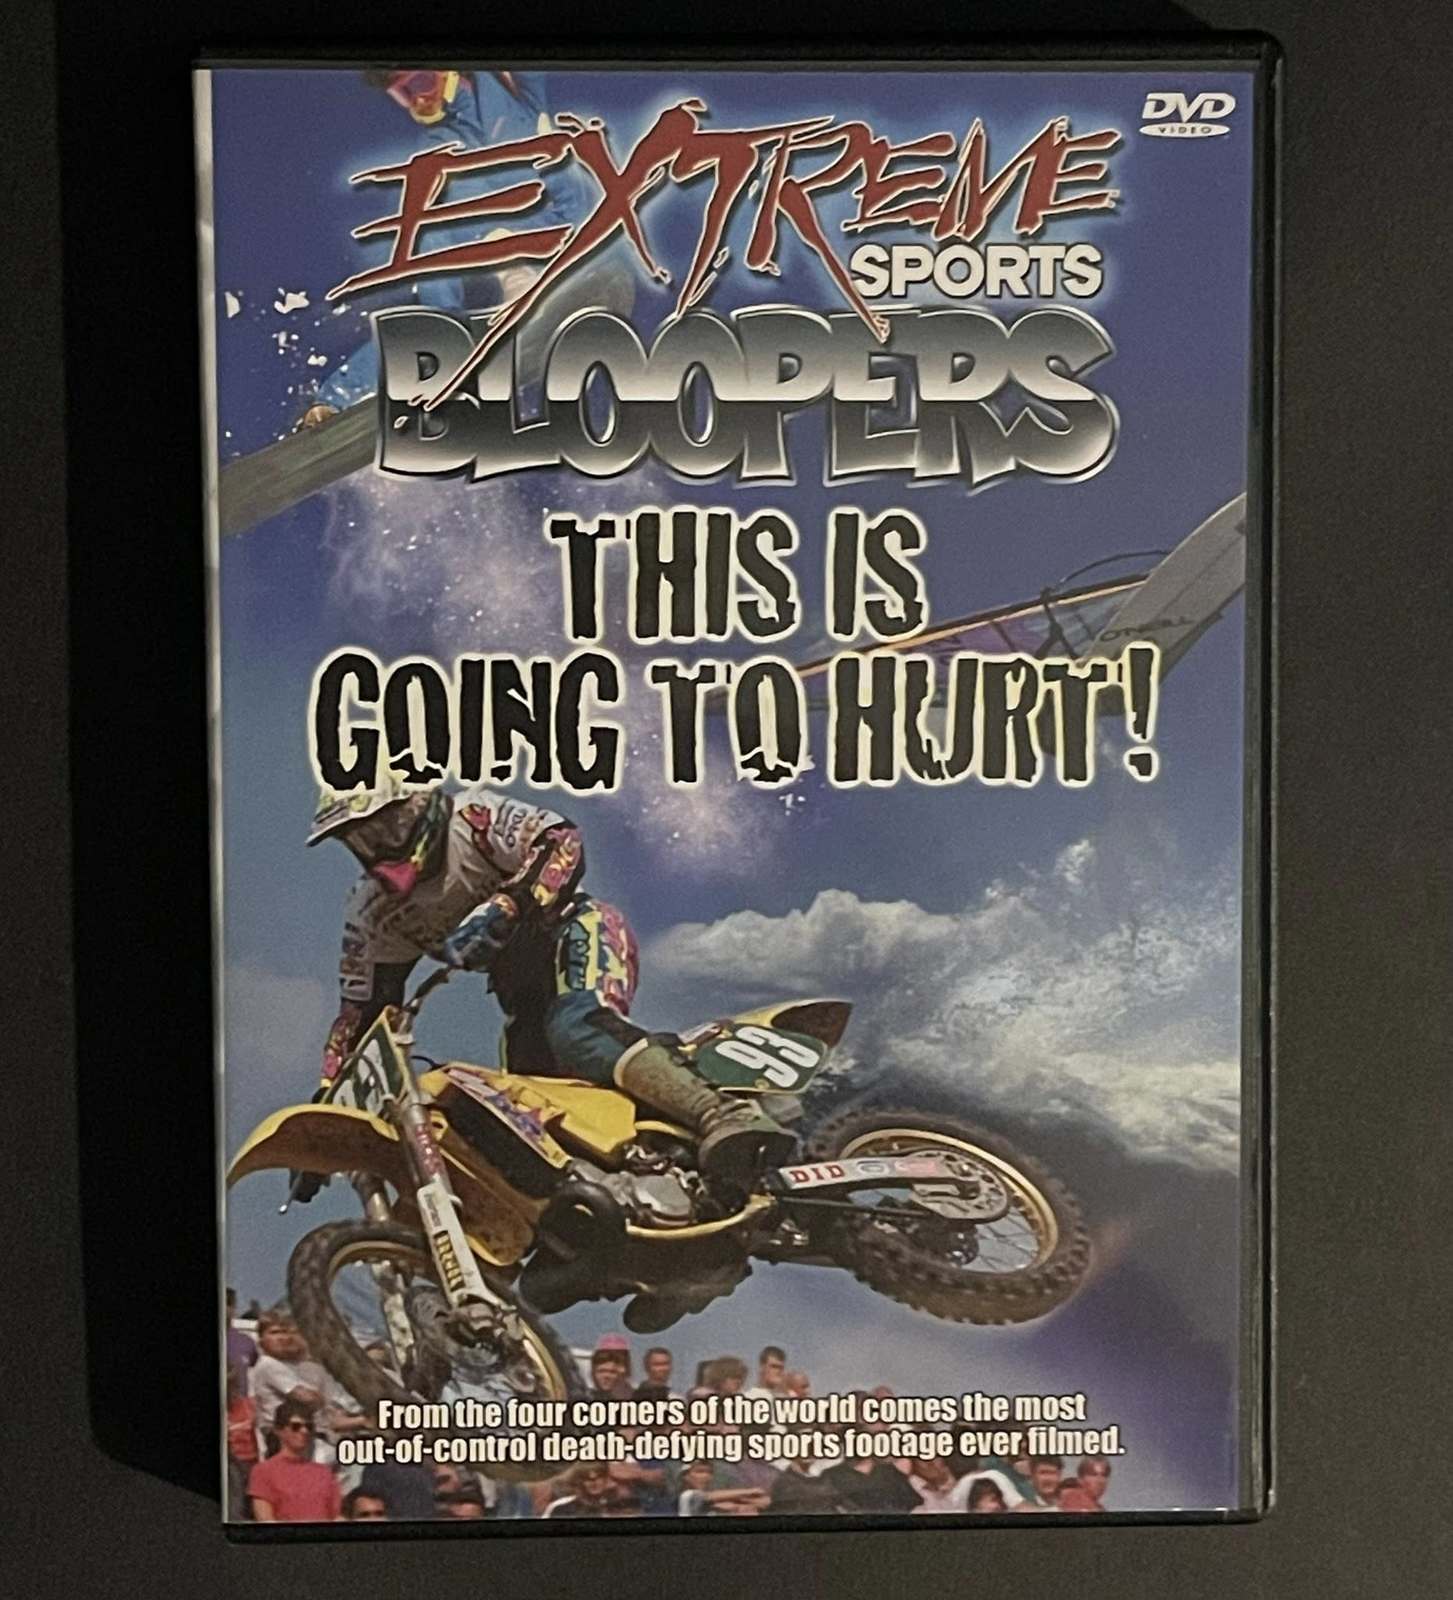 DVD
VIDEO
EXTREME
SPORTS
BLOOPERS
THIS IS
GOING TO HURT!
93
DID
From the four corners of the world comes the most
out-of-control death-defying sports footage ever filmed.